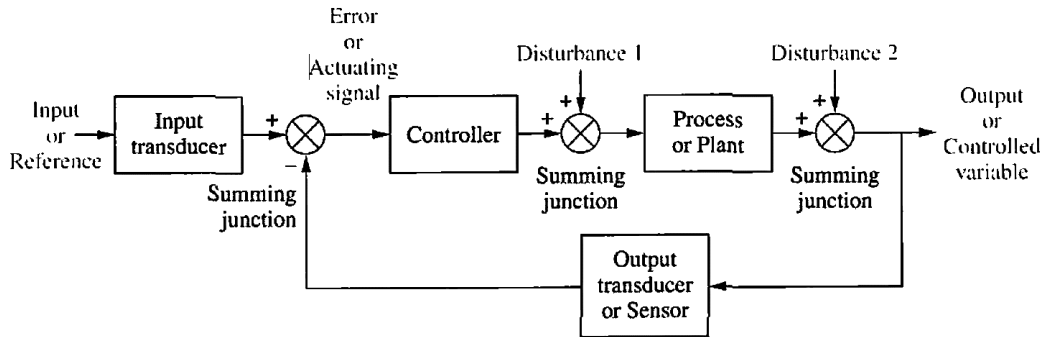 Error
or
Actuating
signal
Disturbance 1
Disturbance 2
Input
or
Reference
Input
transducer
+
−
Summing
junction
Controller
+
+
Summing
junction
Process
or Plant
+
+
Summing
junction
Output
or
Controlled
variable
Output
transducer
or Sensor